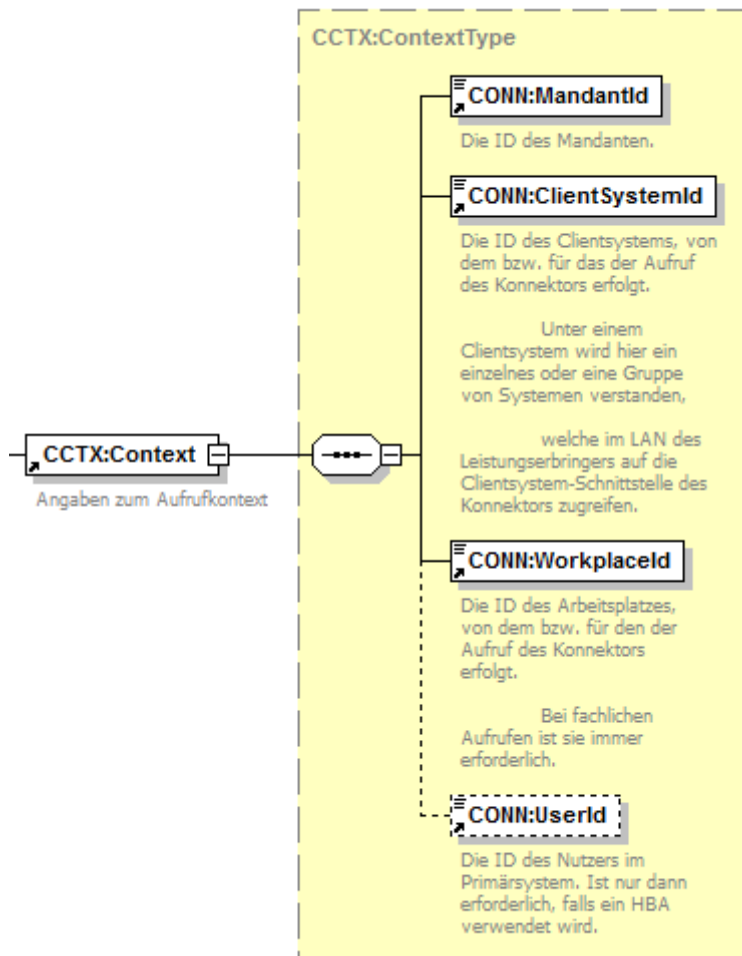 CCTX:ContextType
CONN:MandantId
Die ID des Mandanten.
CONN:ClientSystemId
Die ID des Clientsystems, von
dem bzw. für das der Aufruf
des Konnektors erfolgt.
Unter einem
Clientsystem wird hier ein
einzelnes oder eine Gruppe
von Systemen verstanden,
welche im LAN des
Leistungserbringers auf die
Clientsystem-Schnittstelle des
Konnektors zugreifen.
CCTX:Context
Angaben zum Aufrufkontext
CONN:WorkplaceId
Die ID des Arbeitsplatzes,
von dem bzw. für den der
Aufruf des Konnektors
erfolgt.
Bei fachlichen
Aufrufen ist sie immer
erforderlich.
CONN:UserId
Die ID des Nutzers im
Primärsystem. Ist nur dann
erforderlich, falls ein HBA
verwendet wird.